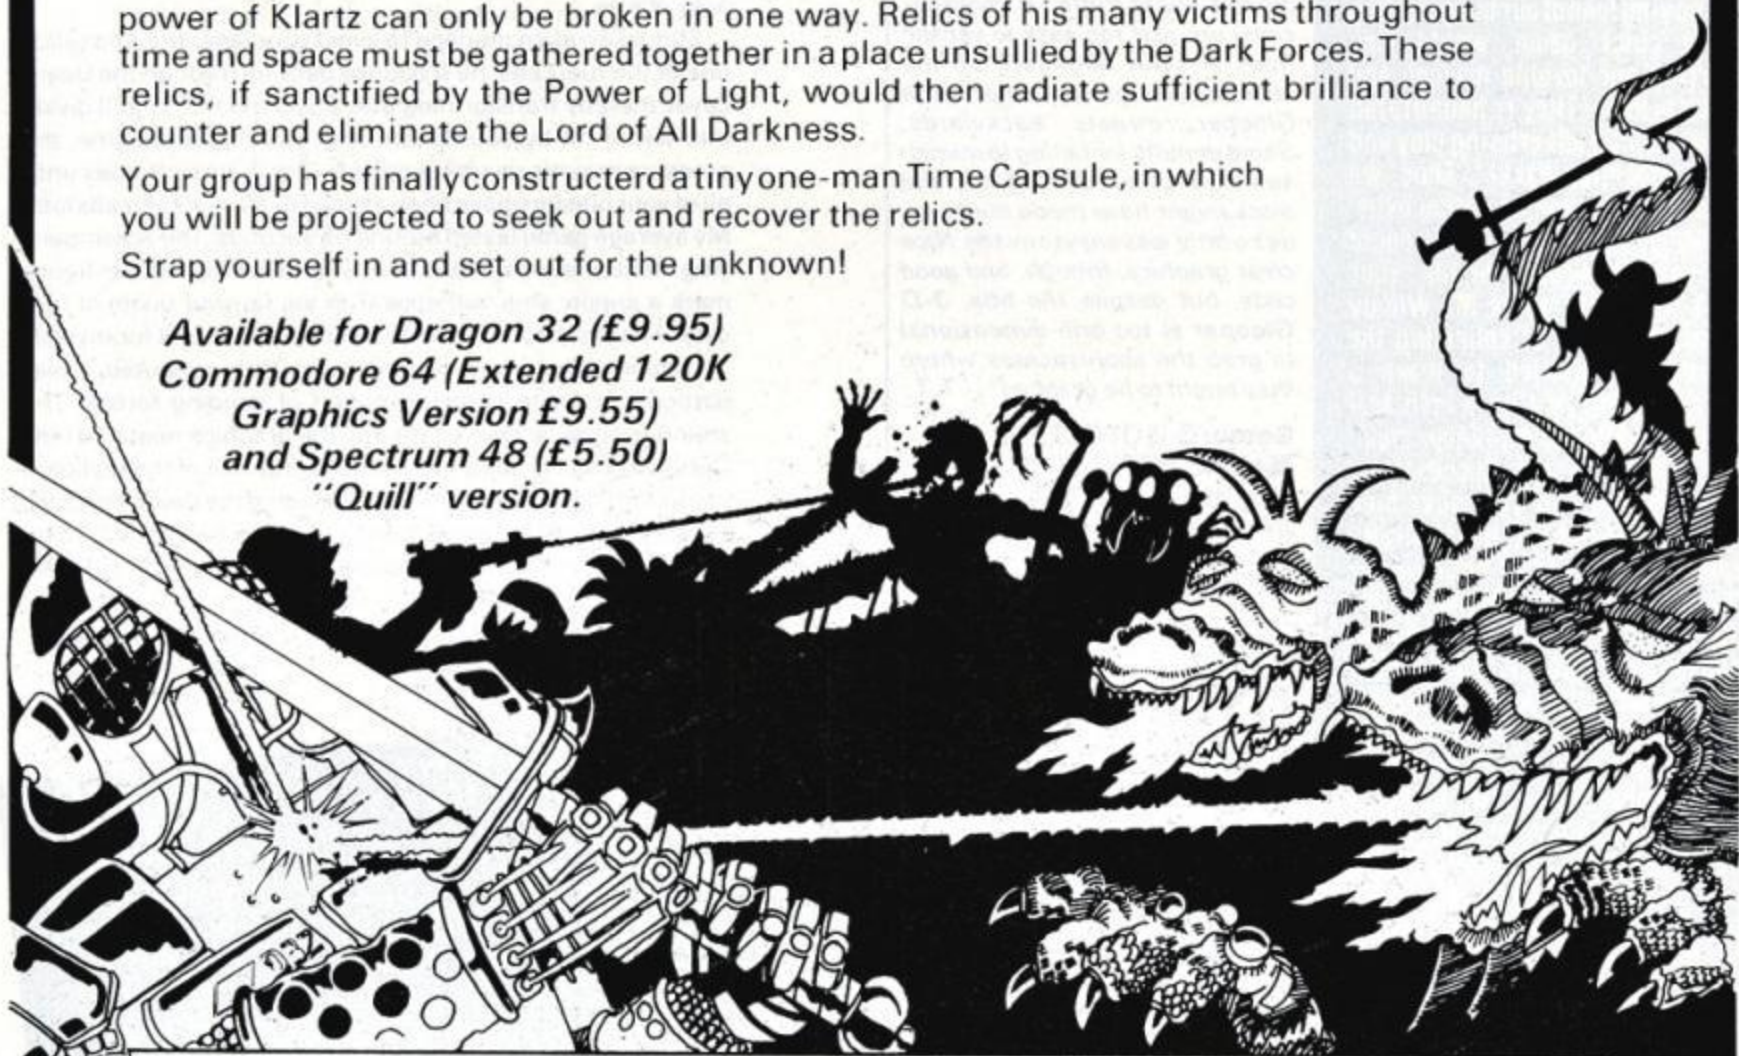 power of Klartz can only be broken in one way. Relics of his many victims throughout
time and space must be gathered together in a place unsullied by the Dark Forces. These
relics, if sanctified by the Power of Light, would then radiate sufficient brilliance to
counter and eliminate the Lord of All Darkness.
Your group has finally constructerd a tiny one-man Time Capsule, in which
you will be projected to seek out and recover the relics.
Strap yourself in and set out for the unknown!
Available for Dragon 32 (£9.95)
Commodore 64 (Extended 120K
Graphics Version £9.55)
and Spectrum 48 (£5.50)
"Quill" version.